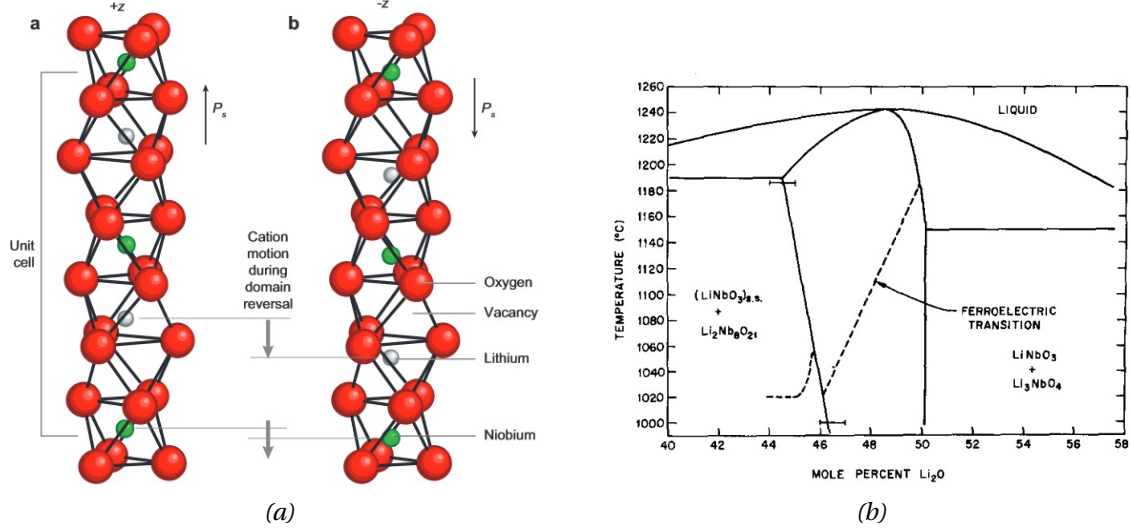 +z
-z
a
b
Pₛ
Pₛ
Unit
cell
Cation
motion
during
domain
reversal
Oxygen
Vacancy
Lithium
Niobium
(a)
1260
1240
1220
1200
1180
1160
1140
1120
1100
1080
1060
1040
1020
1000
TEMPERATURE (°C)
LIQUID
(LiNbO₃)s.s.
+
Li₂Nb₈O₂₁
FERROELECTRIC
TRANSITION
LiNbO₃
+
Li₃NbO₄
40 42 44 46 48 50 52 54 56 58
MOLE PERCENT Li₂O
(b)